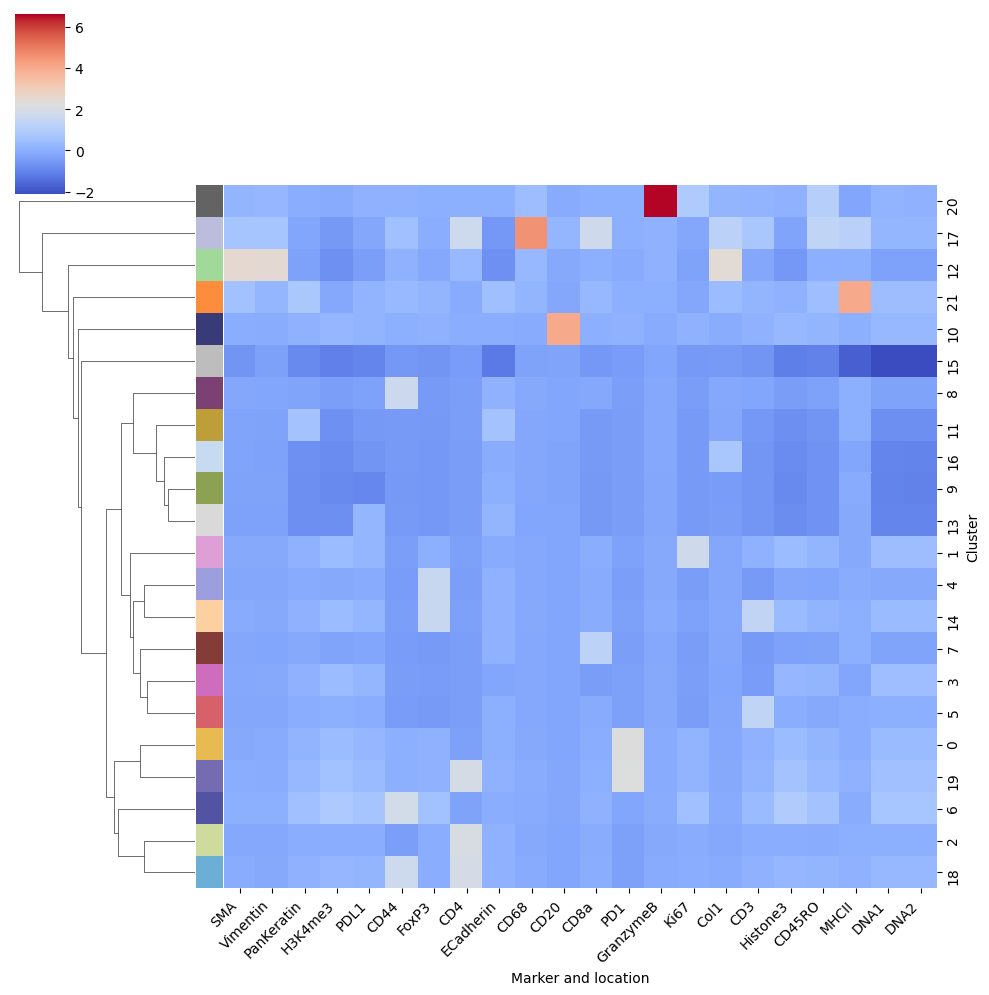 6
4
2
0
−2
20
17
12
21
10
15
8
11
16
9
13
1
4
14
7
3
5
0
19
6
2
18
Cluster
SMA
Vimentin
PanKeratin
H3K4me3
PDL1
CD44
FoxP3
CD4
ECadherin
CD68
CD20
CD8a
PD1
GranzymeB
Ki67
Col1
CD3
Histone3
CD45RO
MHCII
DNA1
DNA2
Marker and location